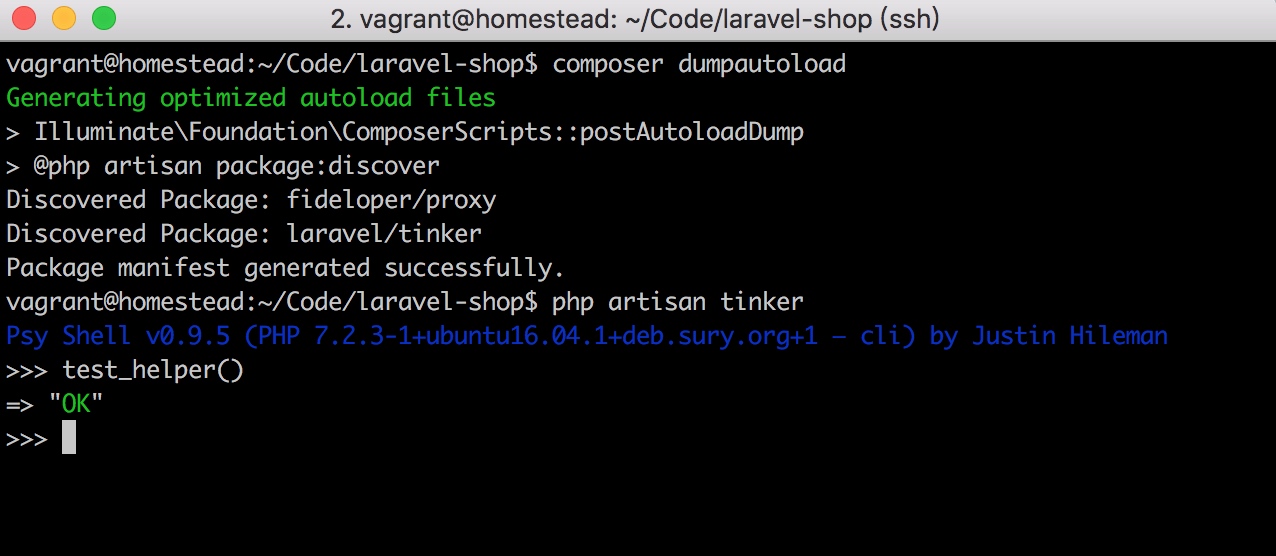 2. vagrant@homestead: ~/Code/laravel-shop (ssh)
vagrant@homestead:~/Code/laravel-shop$ composer dumpautoload
Generating optimized autoload files
> Illuminate\Foundation\ComposerScripts::postAutoloadDump
> @php artisan package:discover
Discovered Package: fideloper/proxy
Discovered Package: laravel/tinker
Package manifest generated successfully.
vagrant@homestead:~/Code/laravel-shop$ php artisan tinker
Psy Shell v0.9.5 (PHP 7.2.3-1+ubuntu16.04.1+deb.sury.org+1 — cli) by Justin Hileman
>>> test_helper()
=> "OK"
>>>